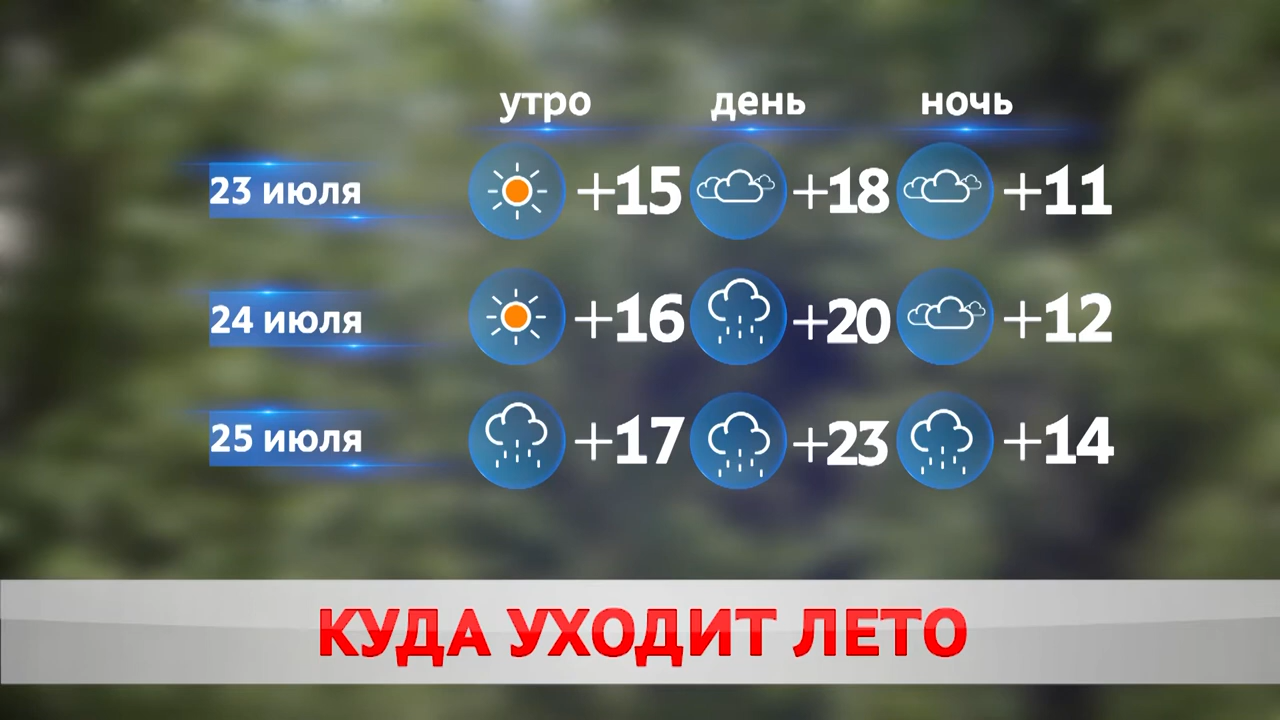 утро день ночь
23 июля +15 +18 +11
24 июля +16 +20 +12
25 июля +17 +23 +14
КУДА УХОДИТ ЛЕТО